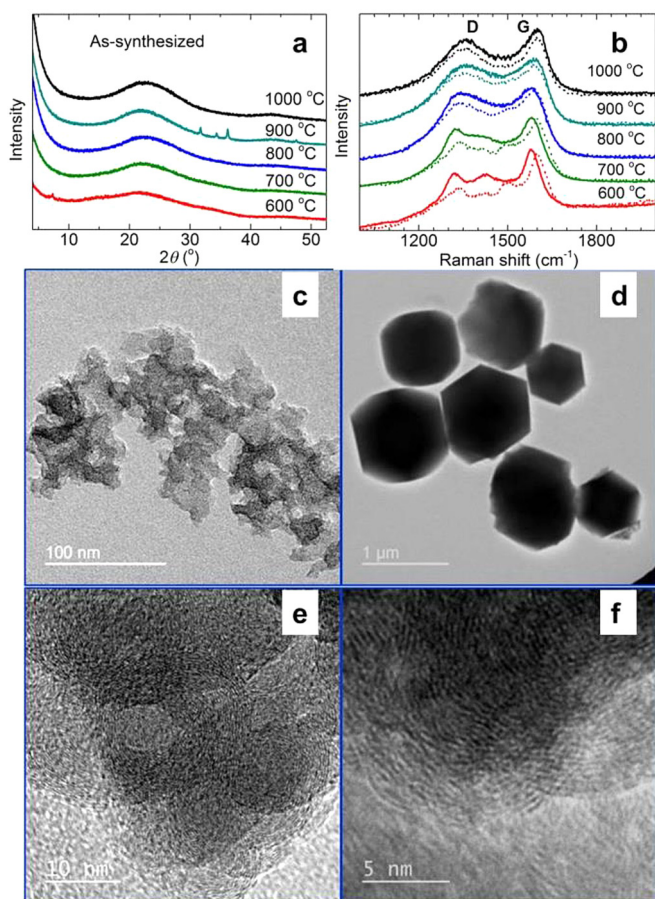 As-synthesized
a
1000 °C
900 °C
800 °C
700 °C
600 °C
Intensity
10 20 30 40 50
2θ (°)
D G
b
1000 °C
900 °C
800 °C
700 °C
600 °C
Intensity
1200 1500 1800
Raman shift (cm⁻¹)
c
100 nm
d
1 μm
e
10 nm
f
5 nm